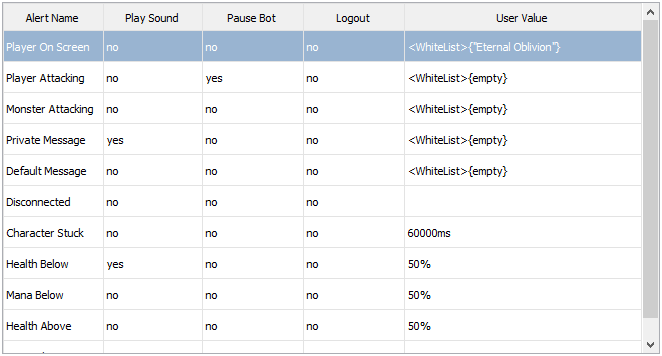 Alert Name Play Sound Pause Bot Logout User Value
Player On Screen no no no <WhiteList>{"Eternal Oblivion"}
Player Attacking no yes no <WhiteList>{empty}
Monster Attacking no no no <WhiteList>{empty}
Private Message yes no no <WhiteList>{empty}
Default Message no no no <WhiteList>{empty}
Disconnected no no no
Character Stuck no no no 60000ms
Health Below yes no no 50%
Mana Below no no no 50%
Health Above no no no 50%